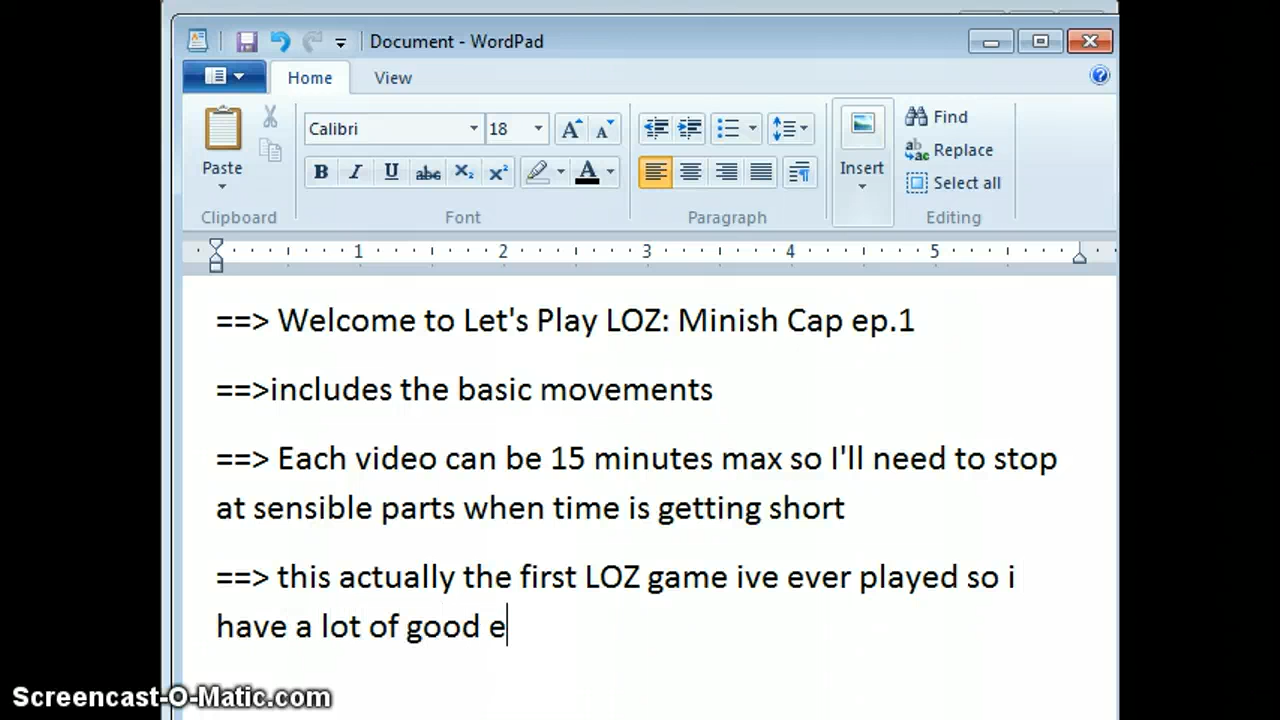 Document - WordPad
Home View
Paste
Calibri 18
B I U abc X₂ X² A
Insert
Find
Replace
Select all
Clipboard Font Paragraph Editing
1 2 3 4 5
==> Welcome to Let's Play LOZ: Minish Cap ep.1
==>includes the basic movements
==> Each video can be 15 minutes max so I'll need to stop
at sensible parts when time is getting short
==> this actually the first LOZ game ive ever played so i
have a lot of good e
Screencast-O-Matic.com